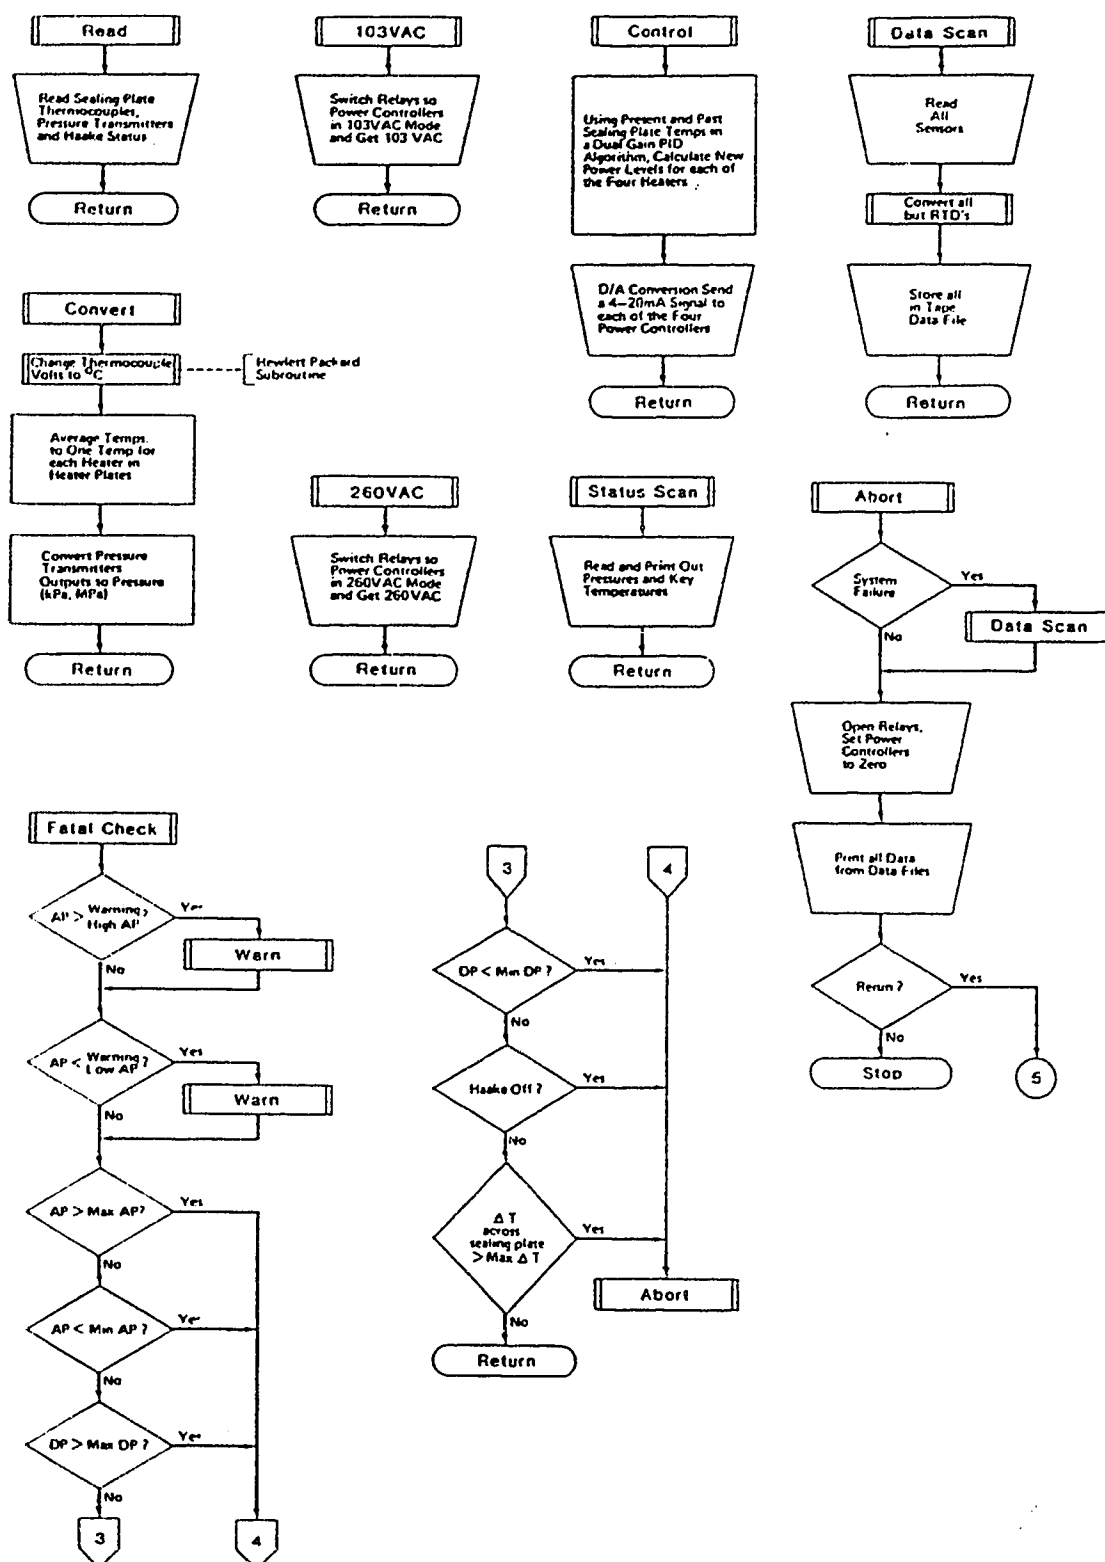 Read
Read Sealing Plate
Thermocouples,
Pressure Transmitters
and Haake Status
Return
103VAC
Switch Relays so
Power Controllers
in 103VAC Mode
and Get 103 VAC
Return
Control
Using Present and Past
Sealing Plate Temps in
a Dual Gain PID
Algorithm, Calculate New
Power Levels for each of
the Four Heaters
D/A Conversion Send
a 4-20mA Signal to
each of the Four
Power Controllers
Return
Data Scan
Read
All
Sensors
Convert all
but RTD's
Store all
in Tape
Data File
Return
Convert
Change Thermocouple
Volts to °C
Hewlett Packard
Subroutine
Average Temps.
to One Temp for
each Heater in
Heater Plates
Convert Pressure
Transmitters
Outputs to Pressure
(kPa, MPa)
Return
260VAC
Switch Relays so
Power Controllers
in 260VAC Mode
and Get 260VAC
Return
Status Scan
Read and Print Out
Pressures and Key
Temperatures
Return
Abort
System
Failure
Yes
Data Scan
No
Open Relays,
Set Power
Controllers
to Zero
Print all Data
from Data Files
Rerun ?
Yes
No
Stop
5
Fatal Check
AP > Warning ?
High AP
Yes
Warn
No
AP < Warning ?
Low AP
Yes
Warn
No
AP > Max AP?
Yes
No
AP < Min AP ?
Yes
No
DP > Max DP ?
Yes
No
3
4
3
4
DP < Min DP ?
Yes
No
Haake Off ?
Yes
No
Δ T
across
sealing plate
> Max Δ T
Yes
Abort
No
Return